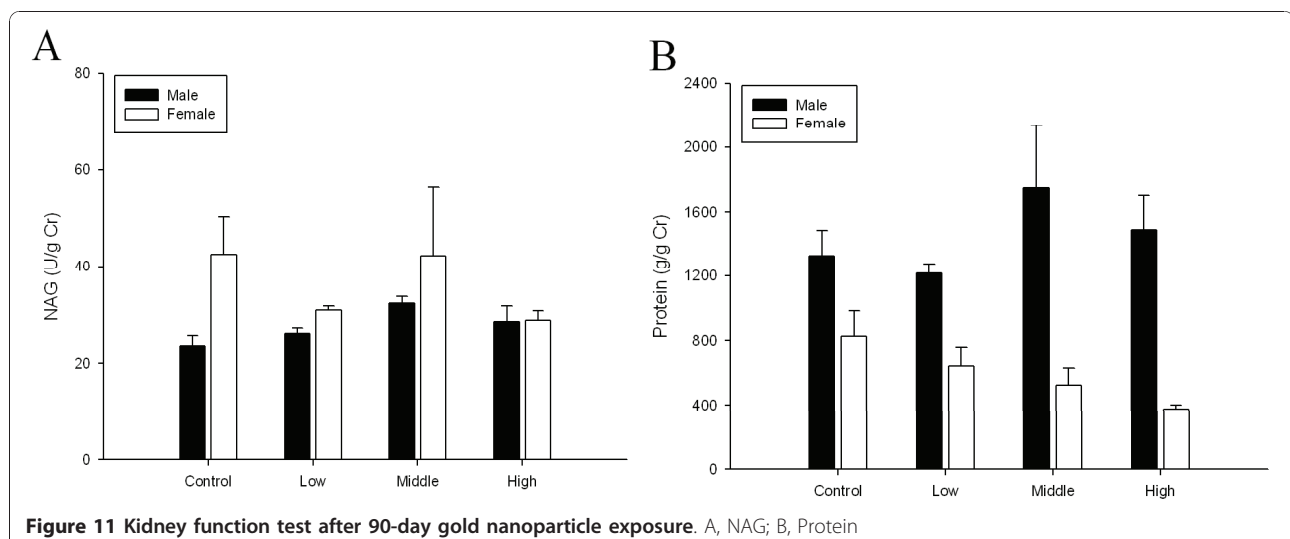 A
80
60
40
20
0
NAG (U/g Cr)
Male
Female
Control Low Middle High
B
2400
2000
1600
1200
800
400
0
Protein (g/g Cr)
Male
Female
Control Low Middle High
Figure 11 Kidney function test after 90-day gold nanoparticle exposure. A, NAG; B, Protein